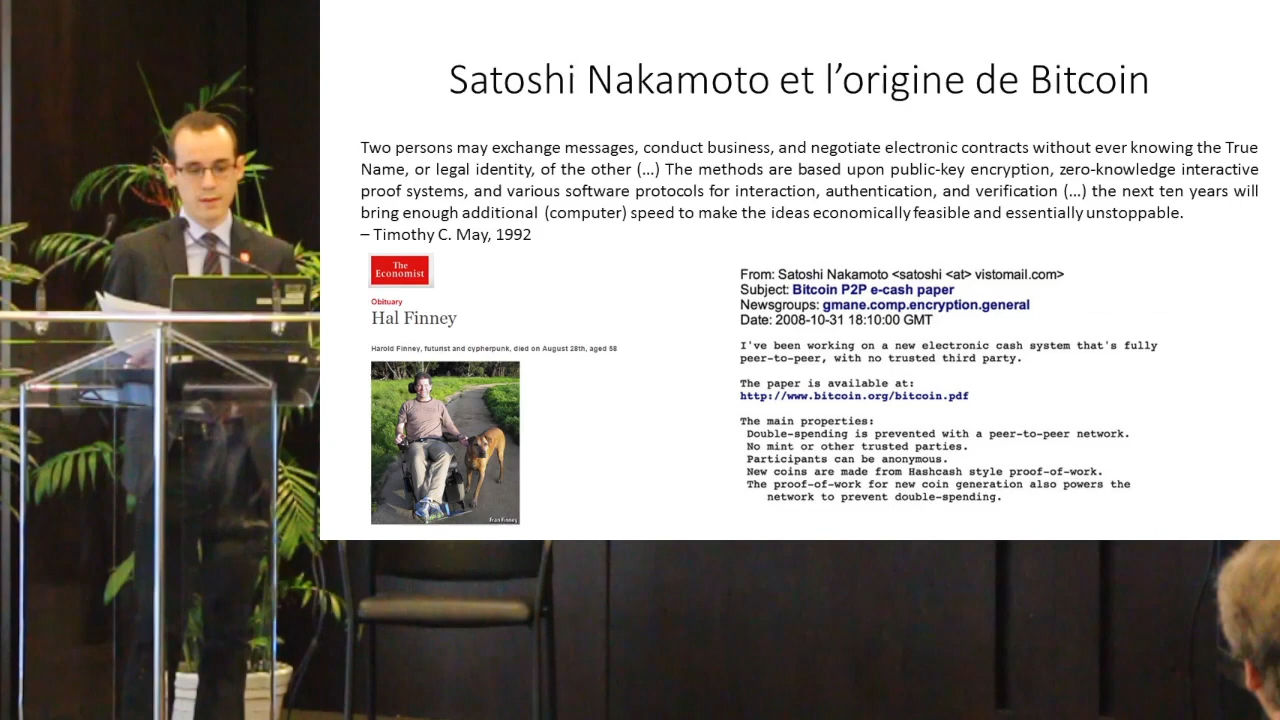 Satoshi Nakamoto et l’origine de Bitcoin
Two persons may exchange messages, conduct business, and negotiate electronic contracts without ever knowing the True
Name, or legal identity, of the other (...) The methods are based upon public-key encryption, zero-knowledge interactive
proof systems, and various software protocols for interaction, authentication, and verification (...) the next ten years will
bring enough additional (computer) speed to make the ideas economically feasible and essentially unstoppable.
– Timothy C. May, 1992
The
Economist
Obituary
Hal Finney
Harold Finney, futurist and cypherpunk, died on August 28th, aged 58
Fran Finney
From: Satoshi Nakamoto <satoshi <at> vistomail.com>
Subject: Bitcoin P2P e-cash paper
Newsgroups: gmane.comp.encryption.general
Date: 2008-10-31 18:10:00 GMT
I've been working on a new electronic cash system that's fully
peer-to-peer, with no trusted third party.
The paper is available at:
http://www.bitcoin.org/bitcoin.pdf
The main properties:
Double-spending is prevented with a peer-to-peer network.
No mint or other trusted parties.
Participants can be anonymous.
New coins are made from Hashcash style proof-of-work.
The proof-of-work for new coin generation also powers the
network to prevent double-spending.